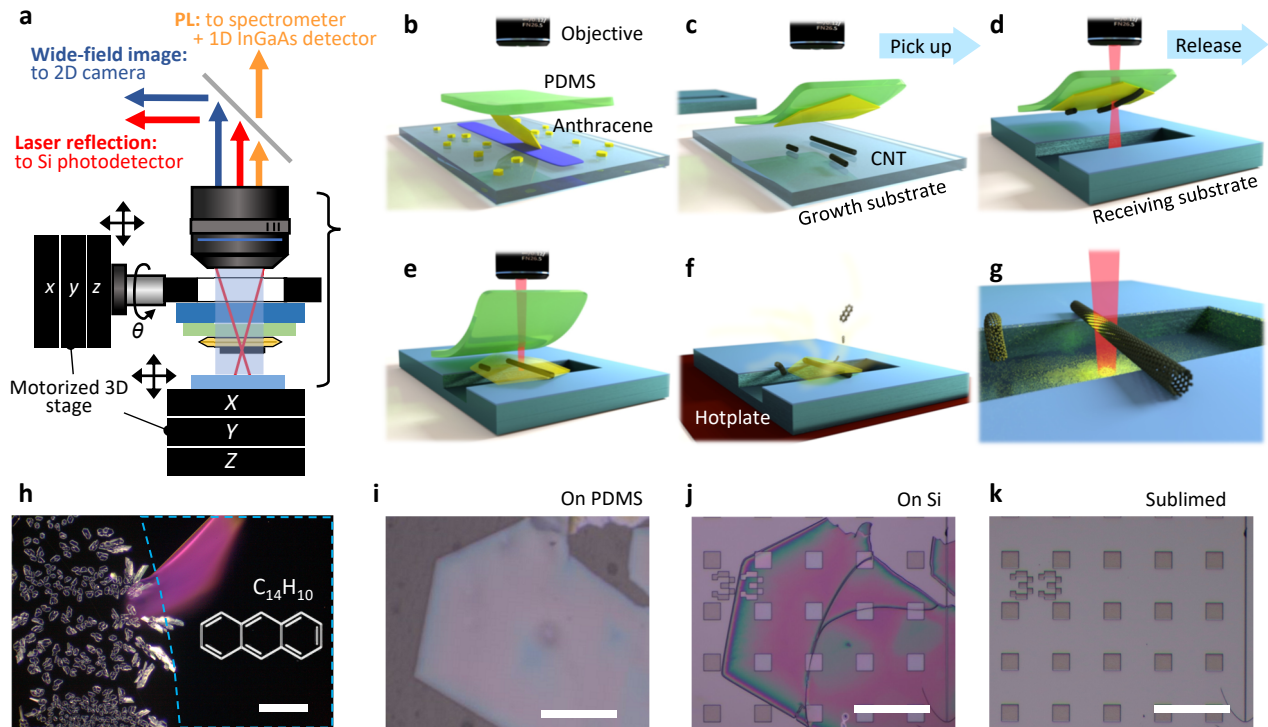 a
PL: to spectrometer
+ 1D InGaAs detector
Wide-field image:
to 2D camera
Laser reflection:
to Si photodetector
x y z
θ
Motorized 3D
stage
X
Y
Z
b
Objective
PDMS
Anthracene
c
Pick up
CNT
Growth substrate
d
Release
Receiving substrate
e
f
Hotplate
g
h
C₁₄H₁₀
i
On PDMS
j
On Si
k
Sublimed